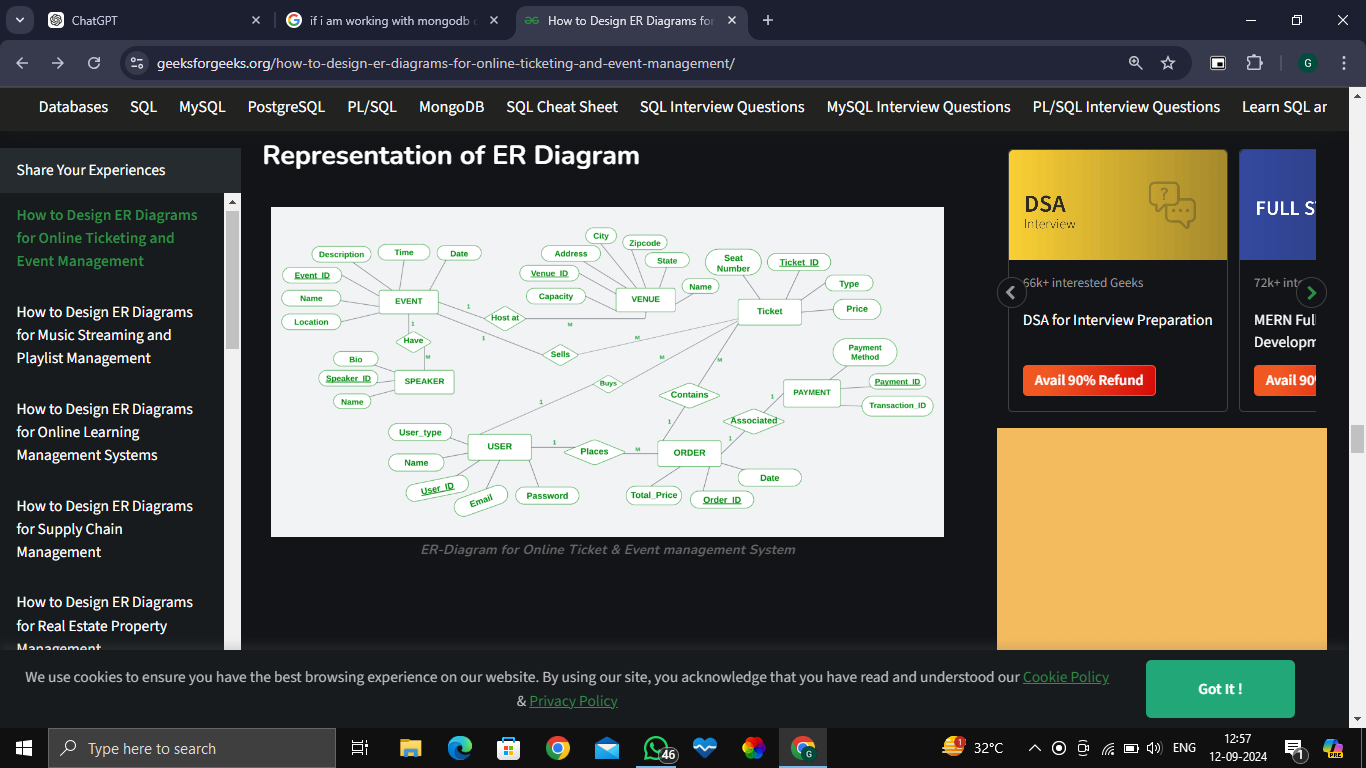 ChatGPT
if i am working with mongodb
How to Design ER Diagrams for
geeksforgeeks.org/how-to-design-er-diagrams-for-online-ticketing-and-event-management/
G
Databases SQL MySQL PostgreSQL PL/SQL MongoDB SQL Cheat Sheet SQL Interview Questions MySQL Interview Questions PL/SQL Interview Questions Learn SQL ar
Share Your Experiences
How to Design ER Diagrams
for Online Ticketing and
Event Management
How to Design ER Diagrams
for Music Streaming and
Playlist Management
How to Design ER Diagrams
for Online Learning
Management Systems
How to Design ER Diagrams
for Supply Chain
Management
How to Design ER Diagrams
for Real Estate Property
Management
Representation of ER Diagram
Description
Time
Date
Event_ID
Name
Location
EVENT
1
Have
M
Bio
Speaker_ID
Name
SPEAKER
1
Host at
M
City
Address
Zipcode
Venue_ID
State
Capacity
Name
VENUE
1
Sells
M
Seat
Number
Ticket_ID
Type
Price
Ticket
M
Buys
1
M
Contains
1
Payment
Method
Payment_ID
Transaction_ID
PAYMENT
1
Associated
1
User_type
Name
User_ID
Email
Password
USER
1
Places
M
ORDER
Date
Total_Price
Order_ID
ER-Diagram for Online Ticket & Event management System
DSA
Interview
66k+ interested Geeks
DSA for Interview Preparation
Avail 90% Refund
FULL S
72k+ int
MERN Full
Developm
Avail 90
We use cookies to ensure you have the best browsing experience on our website. By using our site, you acknowledge that you have read and understood our Cookie Policy
& Privacy Policy
Got It !
Type here to search
46
G
1
32°C
ENG
12:57
12-09-2024
1
PRE